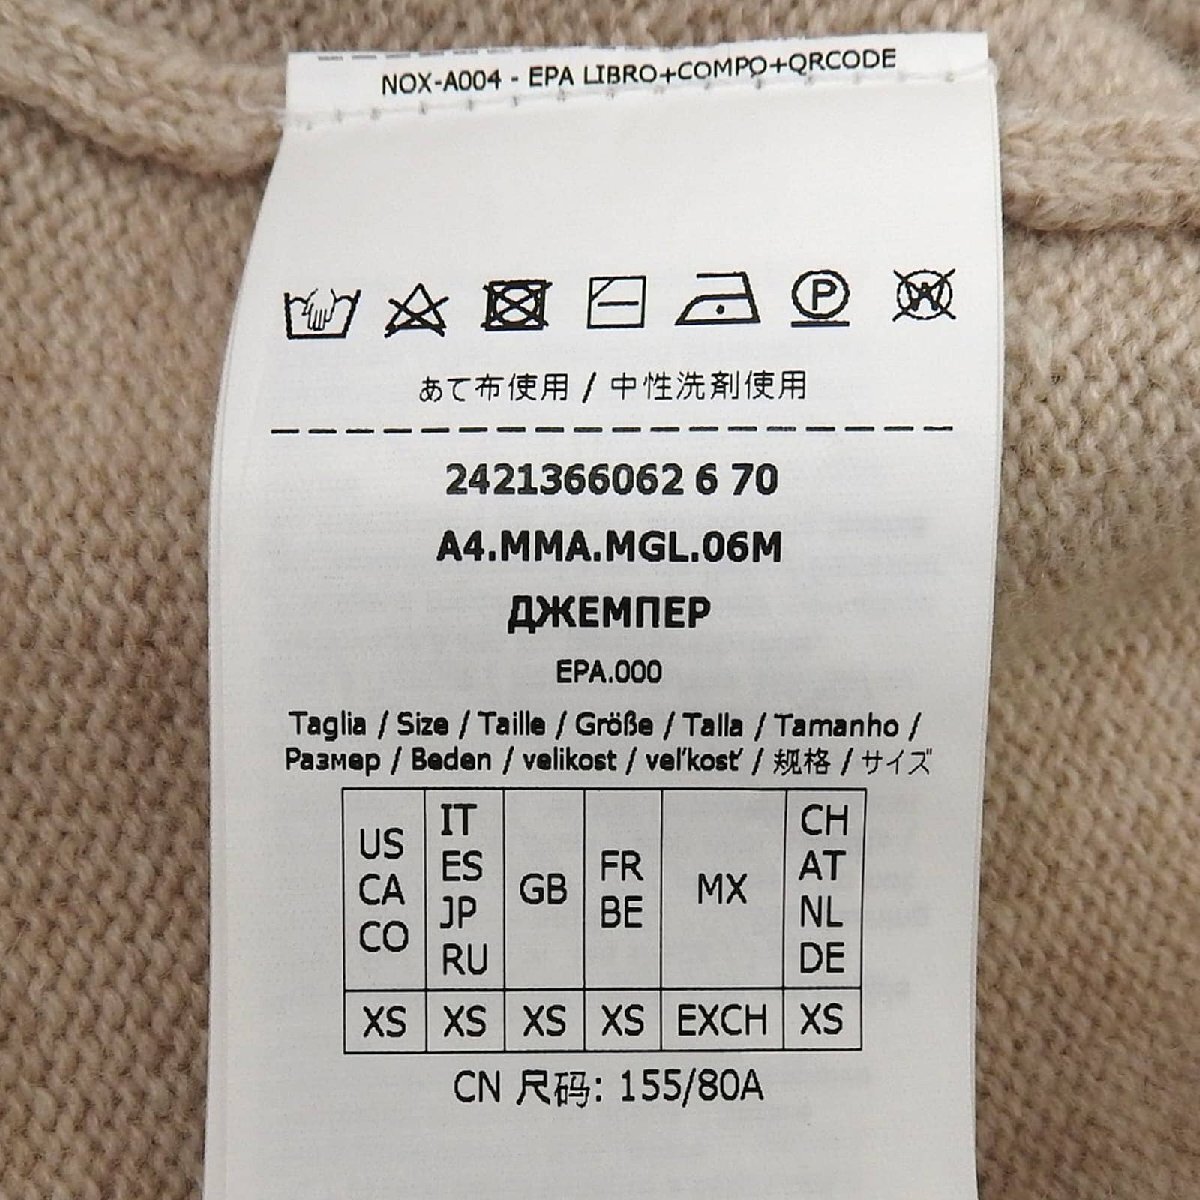 NOX-A004 - EPA LIBRO+COMPO+QRCODE
P
W
あて布使用 / 中性洗剤使用
2421366062 6 70
A4.MMA.MGL.06M
ДЖЕМПЕР
EPA.000
Taglia / Size / Taille / Größe / Talla / Tamanho /
Размер / Beden / velikost / veľkosť / 规格 / サイズ
US CA CO
IT ES JP RU
GB
FR BE
MX
CH AT NL DE
XS XS XS XS EXCH XS
CN 尺码: 155/80A